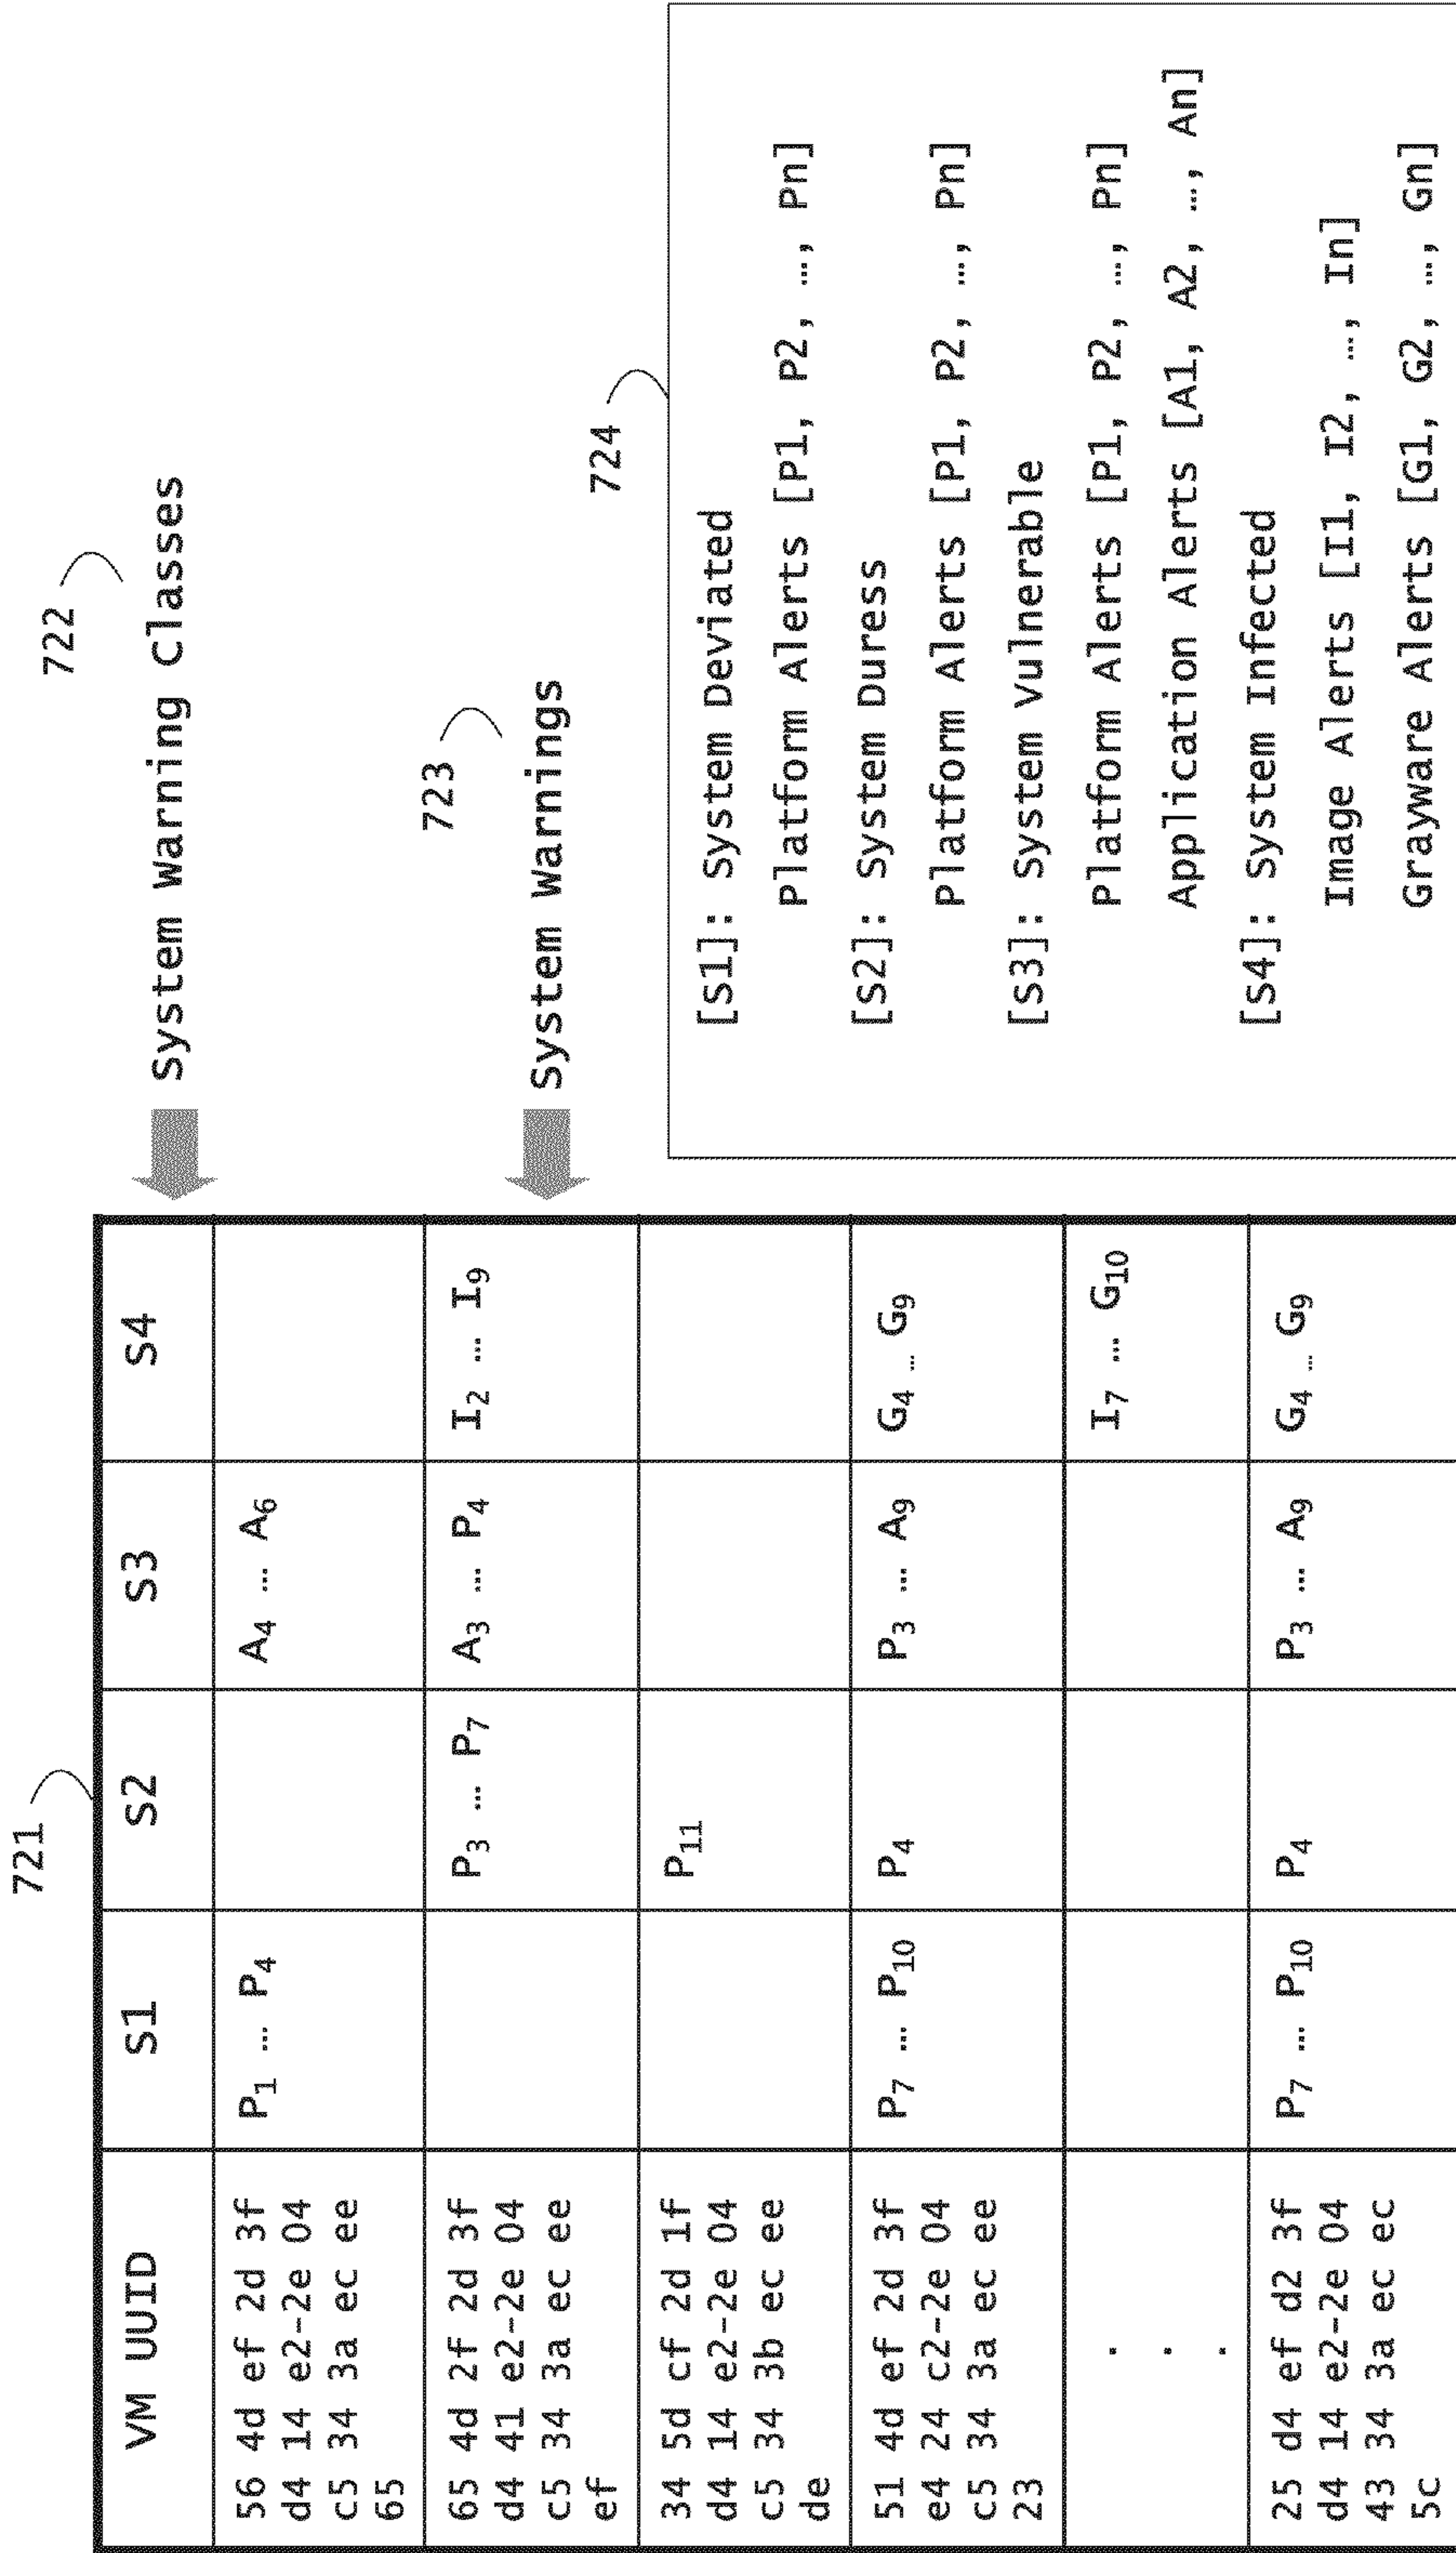 721
VM UUID S1 S2 S3 S4
56 4d ef 2d 3f
d4 14 e2-2e 04
c5 34 3a ec ee
65
P1 … P4
A4 … A6
65 4d 2f 2d 3f
d4 41 e2-2e 04
c5 34 3a ec ee
ef
P3 … P7
A3 … P4
I2 … I9
34 5d cf 2d 1f
d4 14 e2-2e 04
c5 34 3b ec ee
de
P11
51 4d ef 2d 3f
e4 24 c2-2e 04
c5 34 3a ec ee
23
P7 … P10
P4
P3 … A9
G4 … G9
. . .
I7 … G10
25 d4 ef d2 3f
d4 14 e2-2e 04
43 34 3a ec ec
5c
P7 … P10
P4
P3 … A9
G4 … G9
722
System Warning Classes
723
System Warnings
724
[S1]: System Deviated
Platform Alerts [P1, P2, …, Pn]
[S2]: System Duress
Platform Alerts [P1, P2, …, Pn]
[S3]: System Vulnerable
Platform Alerts [P1, P2, …, Pn]
Application Alerts [A1, A2, …, An]
[S4]: System Infected
Image Alerts [I1, I2, …, In]
Grayware Alerts [G1, G2, …, Gn]